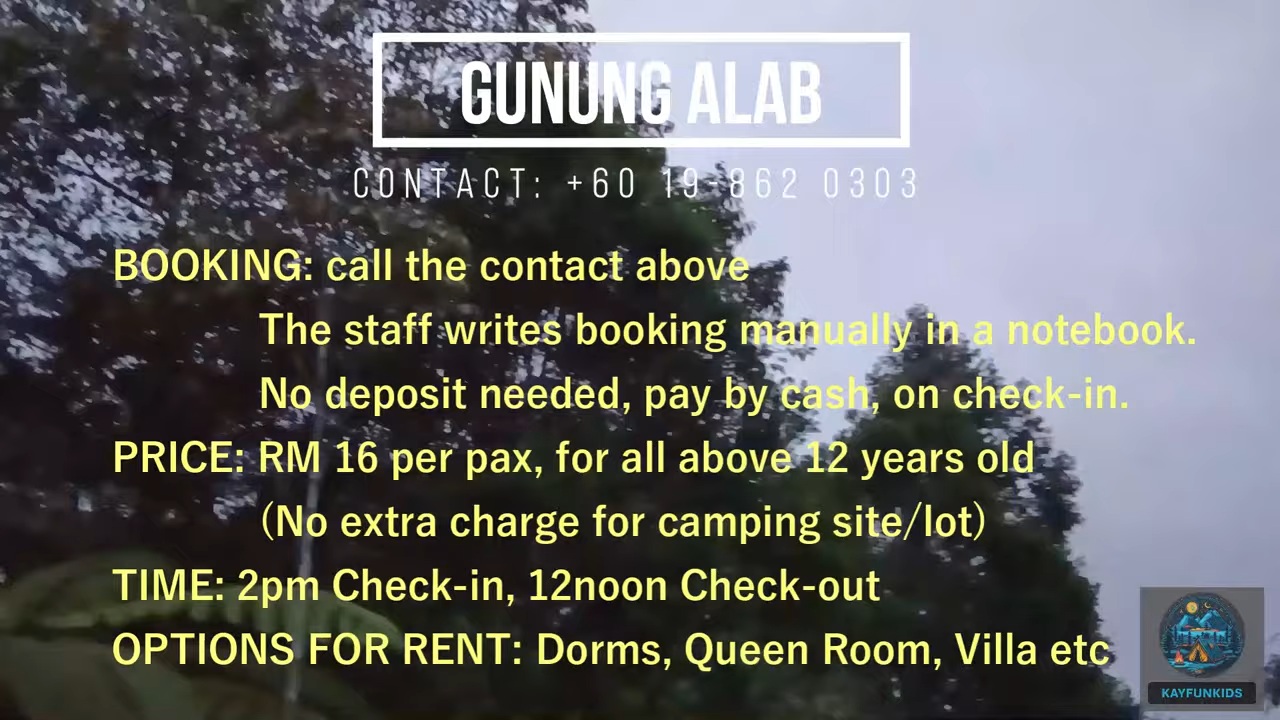 GUNUNG ALAB
CONTACT: +60 19-862 0303
BOOKING: call the contact above
The staff writes booking manually in a notebook.
No deposit needed, pay by cash, on check-in.
PRICE: RM 16 per pax, for all above 12 years old
(No extra charge for camping site/lot)
TIME: 2pm Check-in, 12noon Check-out
OPTIONS FOR RENT: Dorms, Queen Room, Villa etc
KAYFUNKIDS